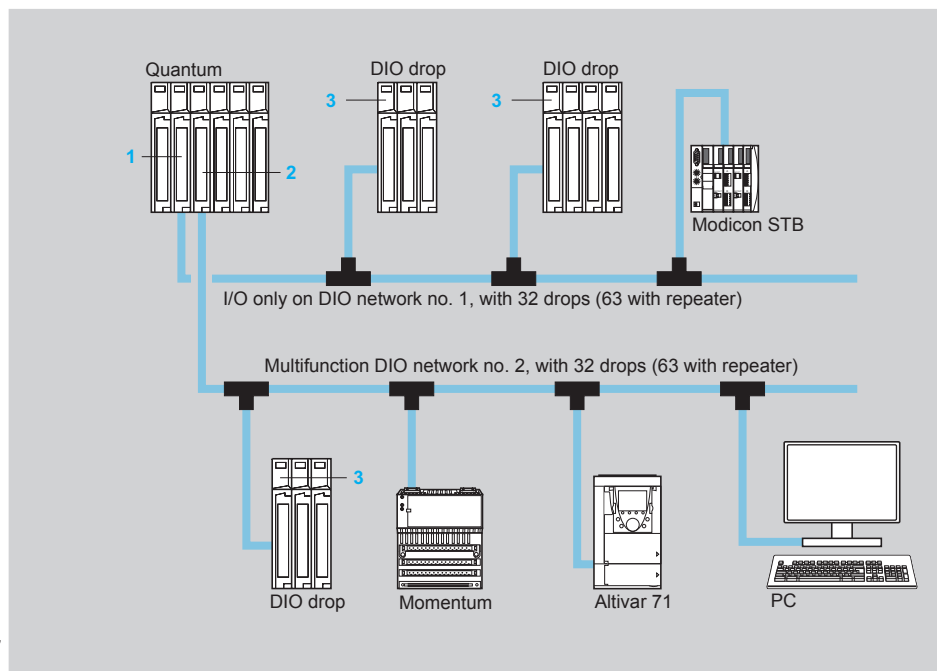 Quantum
DIO drop
DIO drop
3
3
1
2
Modicon STB
I/O only on DIO network no. 1, with 32 drops (63 with repeater)
Multifunction DIO network no. 2, with 32 drops (63 with repeater)
3
DIO drop
Momentum
Altivar 71
PC